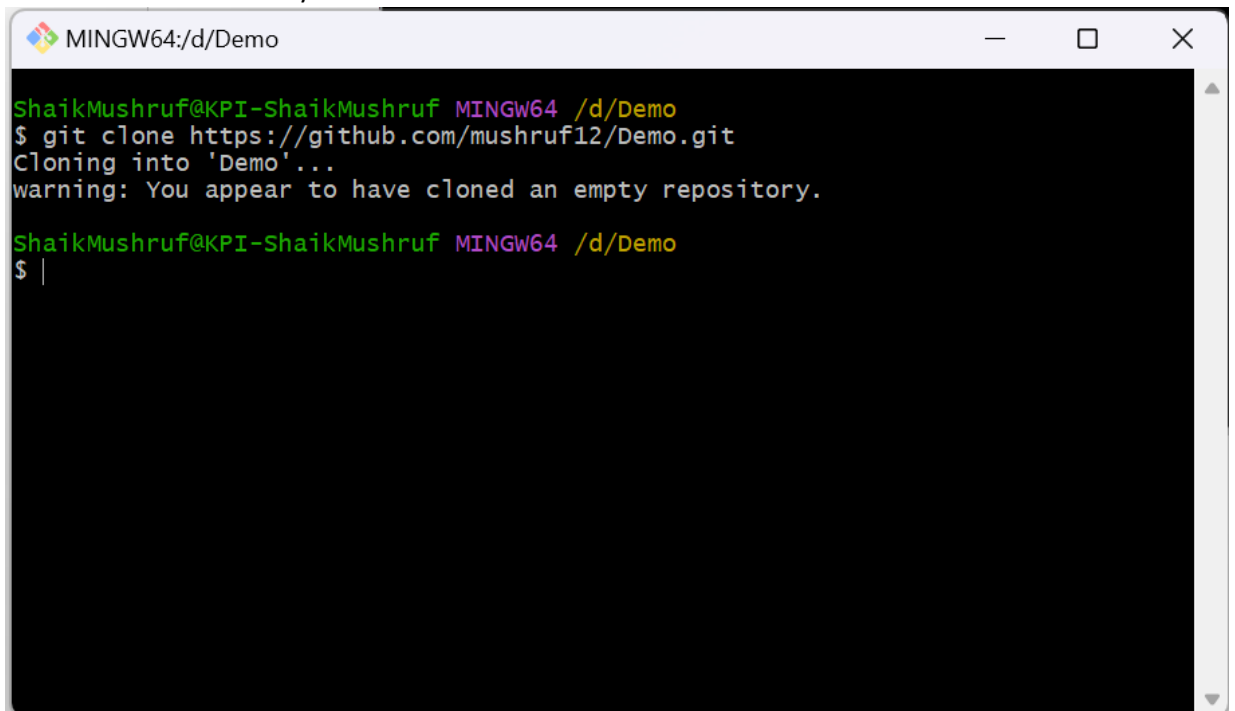 MINGW64:/d/Demo
ShaikMushruf@KPI-ShaikMushruf MINGW64 /d/Demo
$ git clone https://github.com/mushruf12/Demo.git
Cloning into 'Demo'...
warning: You appear to have cloned an empty repository.
ShaikMushruf@KPI-ShaikMushruf MINGW64 /d/Demo
$